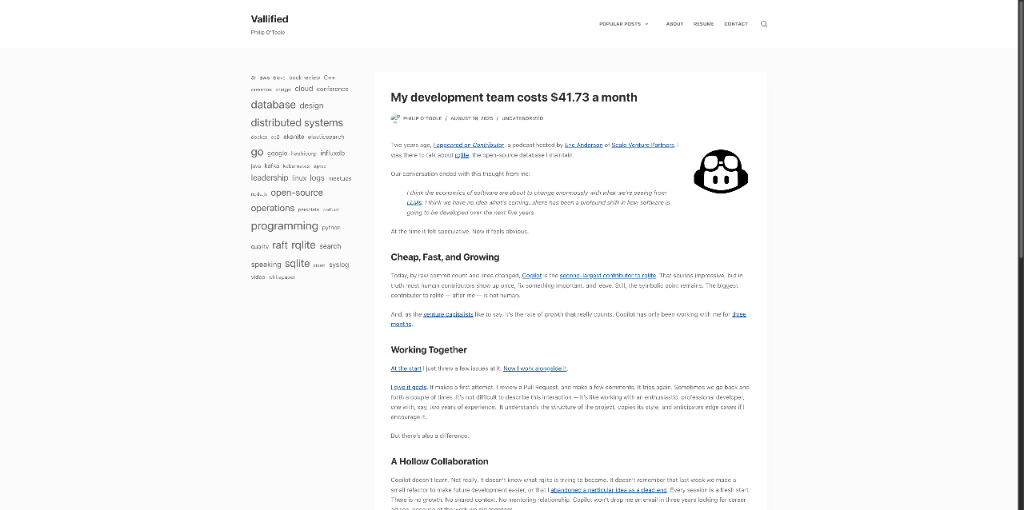 Vallified
Philip O'Toole
POPULAR POSTS
ABOUT
RESUME
CONTACT
ai aws book review C++
cloud conference
database design
distributed systems
docker ec2 ekanite elasticsearch
go google hashicorp influxdb
java kafka kubernetes
leadership linux logs meetups
node.js open-source
operations
programming python
quality raft rqlite search
speaking sqlite syslog
video whitepaper
My development team costs $41.73 a month
PHILIP O'TOOLE / AUGUST 18, 2025 / UNCATEGORIZED
Two years ago, I appeared on Contributor, a podcast hosted by Eric Anderson of Scale Venture Partners. I
was there to talk about rqlite, the open-source database I maintain.
Our conversation ended with this thought from me:
I think the economics of software are about to change enormously with what we're seeing from
LLMs. I think we have no idea what's coming...there has been a profound shift in how software is
going to be developed over the next five years.
At the time it felt speculative. Now it feels obvious.
Cheap, Fast, and Growing
Today, by raw commit count and lines changed, Copilot is the second-largest contributor to rqlite. That sounds impressive, but in
truth most human contributors show up once, fix something important, and leave. Still, the symbolic point remains. The biggest
contributor to rqlite — after me — is not human.
And, as the venture capitalists like to say, it's the rate of growth that really counts. Copilot has only been working with me for three
months.
Working Together
At the start I just threw a few issues at it. Now I work alongside it.
I give it goals. It makes a first attempt. I review a Pull Request, and make a few comments. It tries again. Sometimes we go back and
forth a couple of times. It's not difficult to describe this interaction — it's like working with an enthusiastic, professional developer,
one with, say, two years of experience. It understands the structure of the project, copies its style, and anticipates edge cases if I
encourage it.
But there's also a difference.
A Hollow Collaboration
Copilot doesn't learn. Not really. It doesn't know what rqlite is trying to become. It doesn't remember that last week we made a
small refactor to make future development easier, or that I abandoned a particular idea as a dead end. Every session is a fresh start.
There is no growth. No shared context. No mentoring relationship. Copilot won't drop me an email in three years looking for career